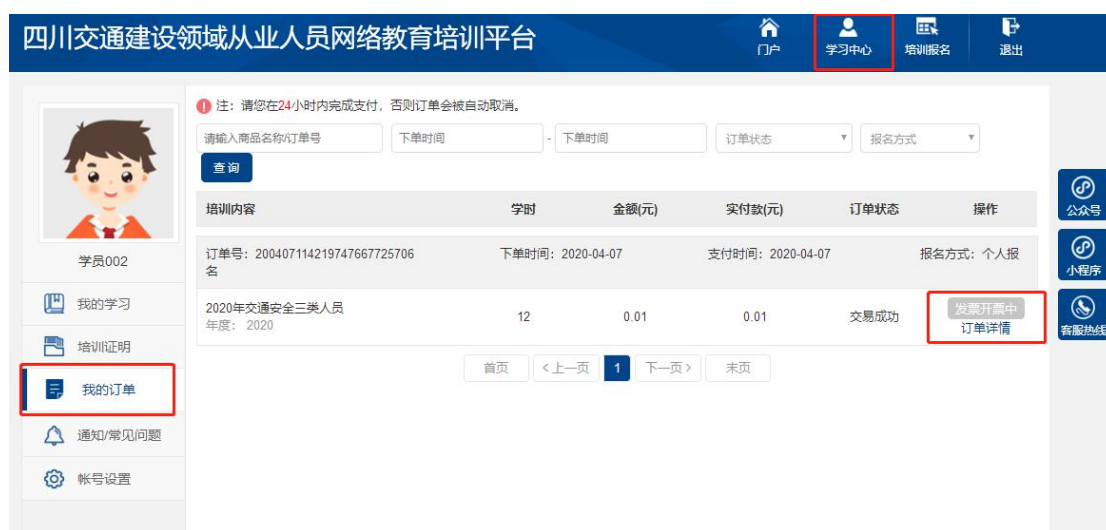 四川交通建设领域从业人员网络教育培训平台
门户
学习中心
培训报名
退出
注：请您在24小时内完成支付，否则订单会被自动取消。
请输入商品名称/订单号
下单时间
-
下单时间
订单状态
报名方式
查询
培训内容 学时 金额(元) 实付款(元) 订单状态 操作
订单号：200407114219747667725706 下单时间：2020-04-07 支付时间：2020-04-07 报名方式：个人报
名
2020年交通安全三类人员
年度： 2020
12 0.01 0.01 交易成功
发票开票中
订单详情
首页 <上一页 1 下一页> 末页
学员002
我的学习
培训证明
我的订单
通知/常见问题
帐号设置
公众号
小程序
客服热线